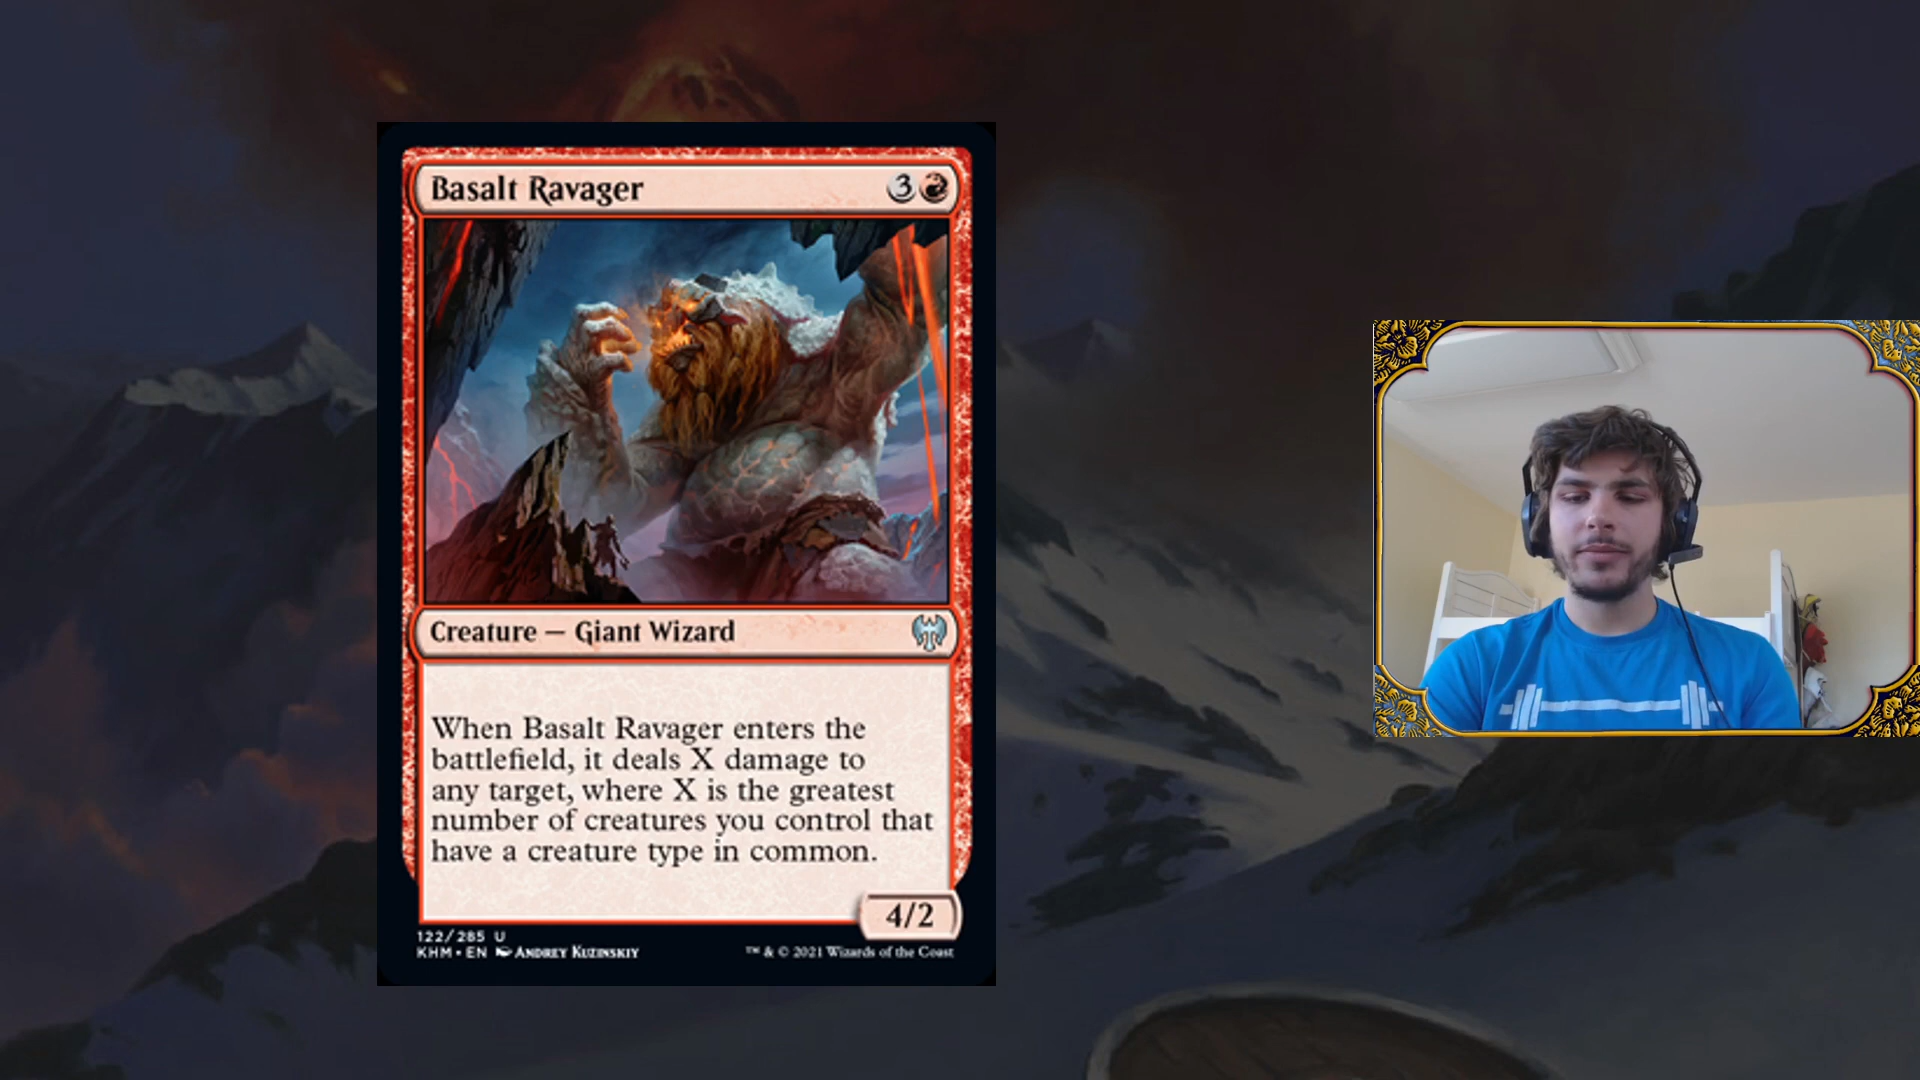 Basalt Ravager 3
Creature — Giant Wizard
When Basalt Ravager enters the
battlefield, it deals X damage to
any target, where X is the greatest
number of creatures you control that
have a creature type in common.
4/2
122/285 U
KHM • EN ANDREY KUZINSKIY ™ & © 2021 Wizards of the Coast